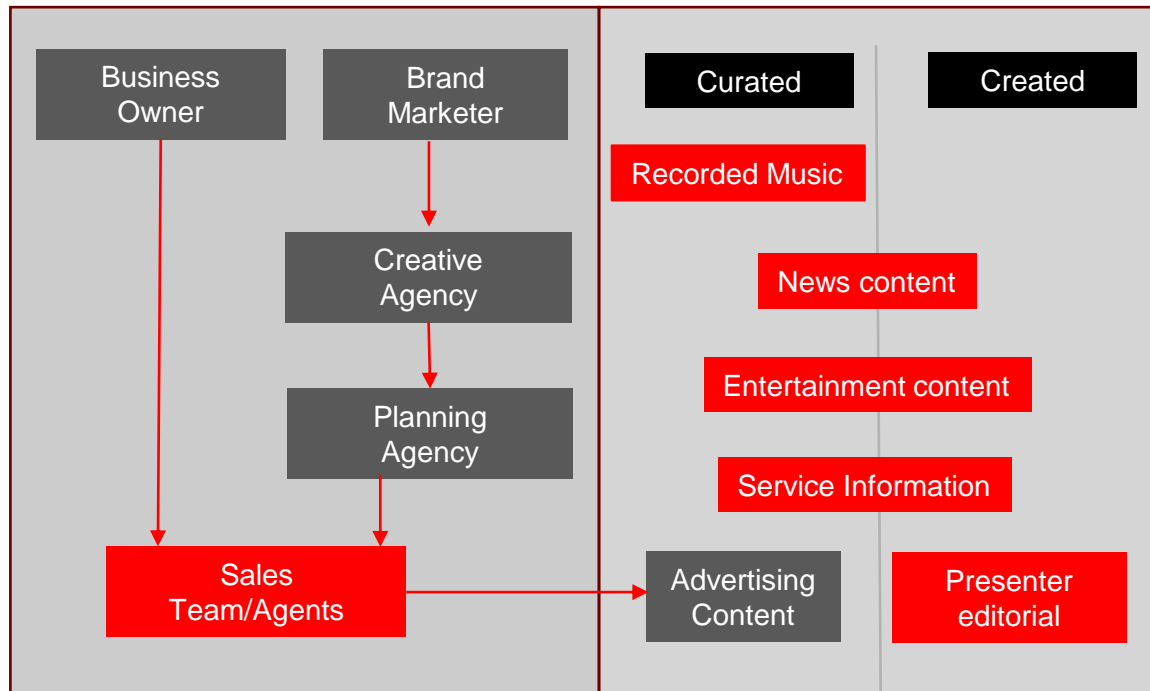 Business
Owner
Brand
Marketer
Creative
Agency
Planning
Agency
Sales
Team/Agents
Curated
Created
Recorded Music
News content
Entertainment content
Service Information
Advertising
Content
Presenter
editorial